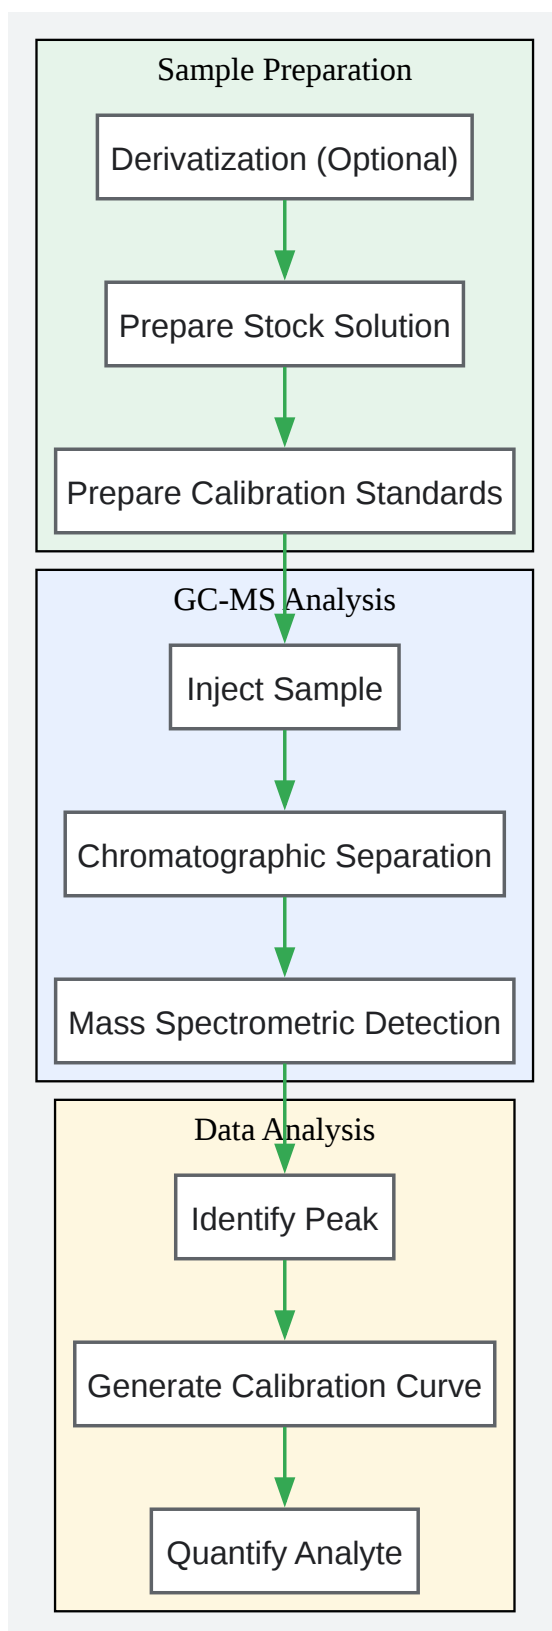 Sample Preparation
Derivatization (Optional)
Prepare Stock Solution
Prepare Calibration Standards
GC-MS Analysis
Inject Sample
Chromatographic Separation
Mass Spectrometric Detection
Data Analysis
Identify Peak
Generate Calibration Curve
Quantify Analyte